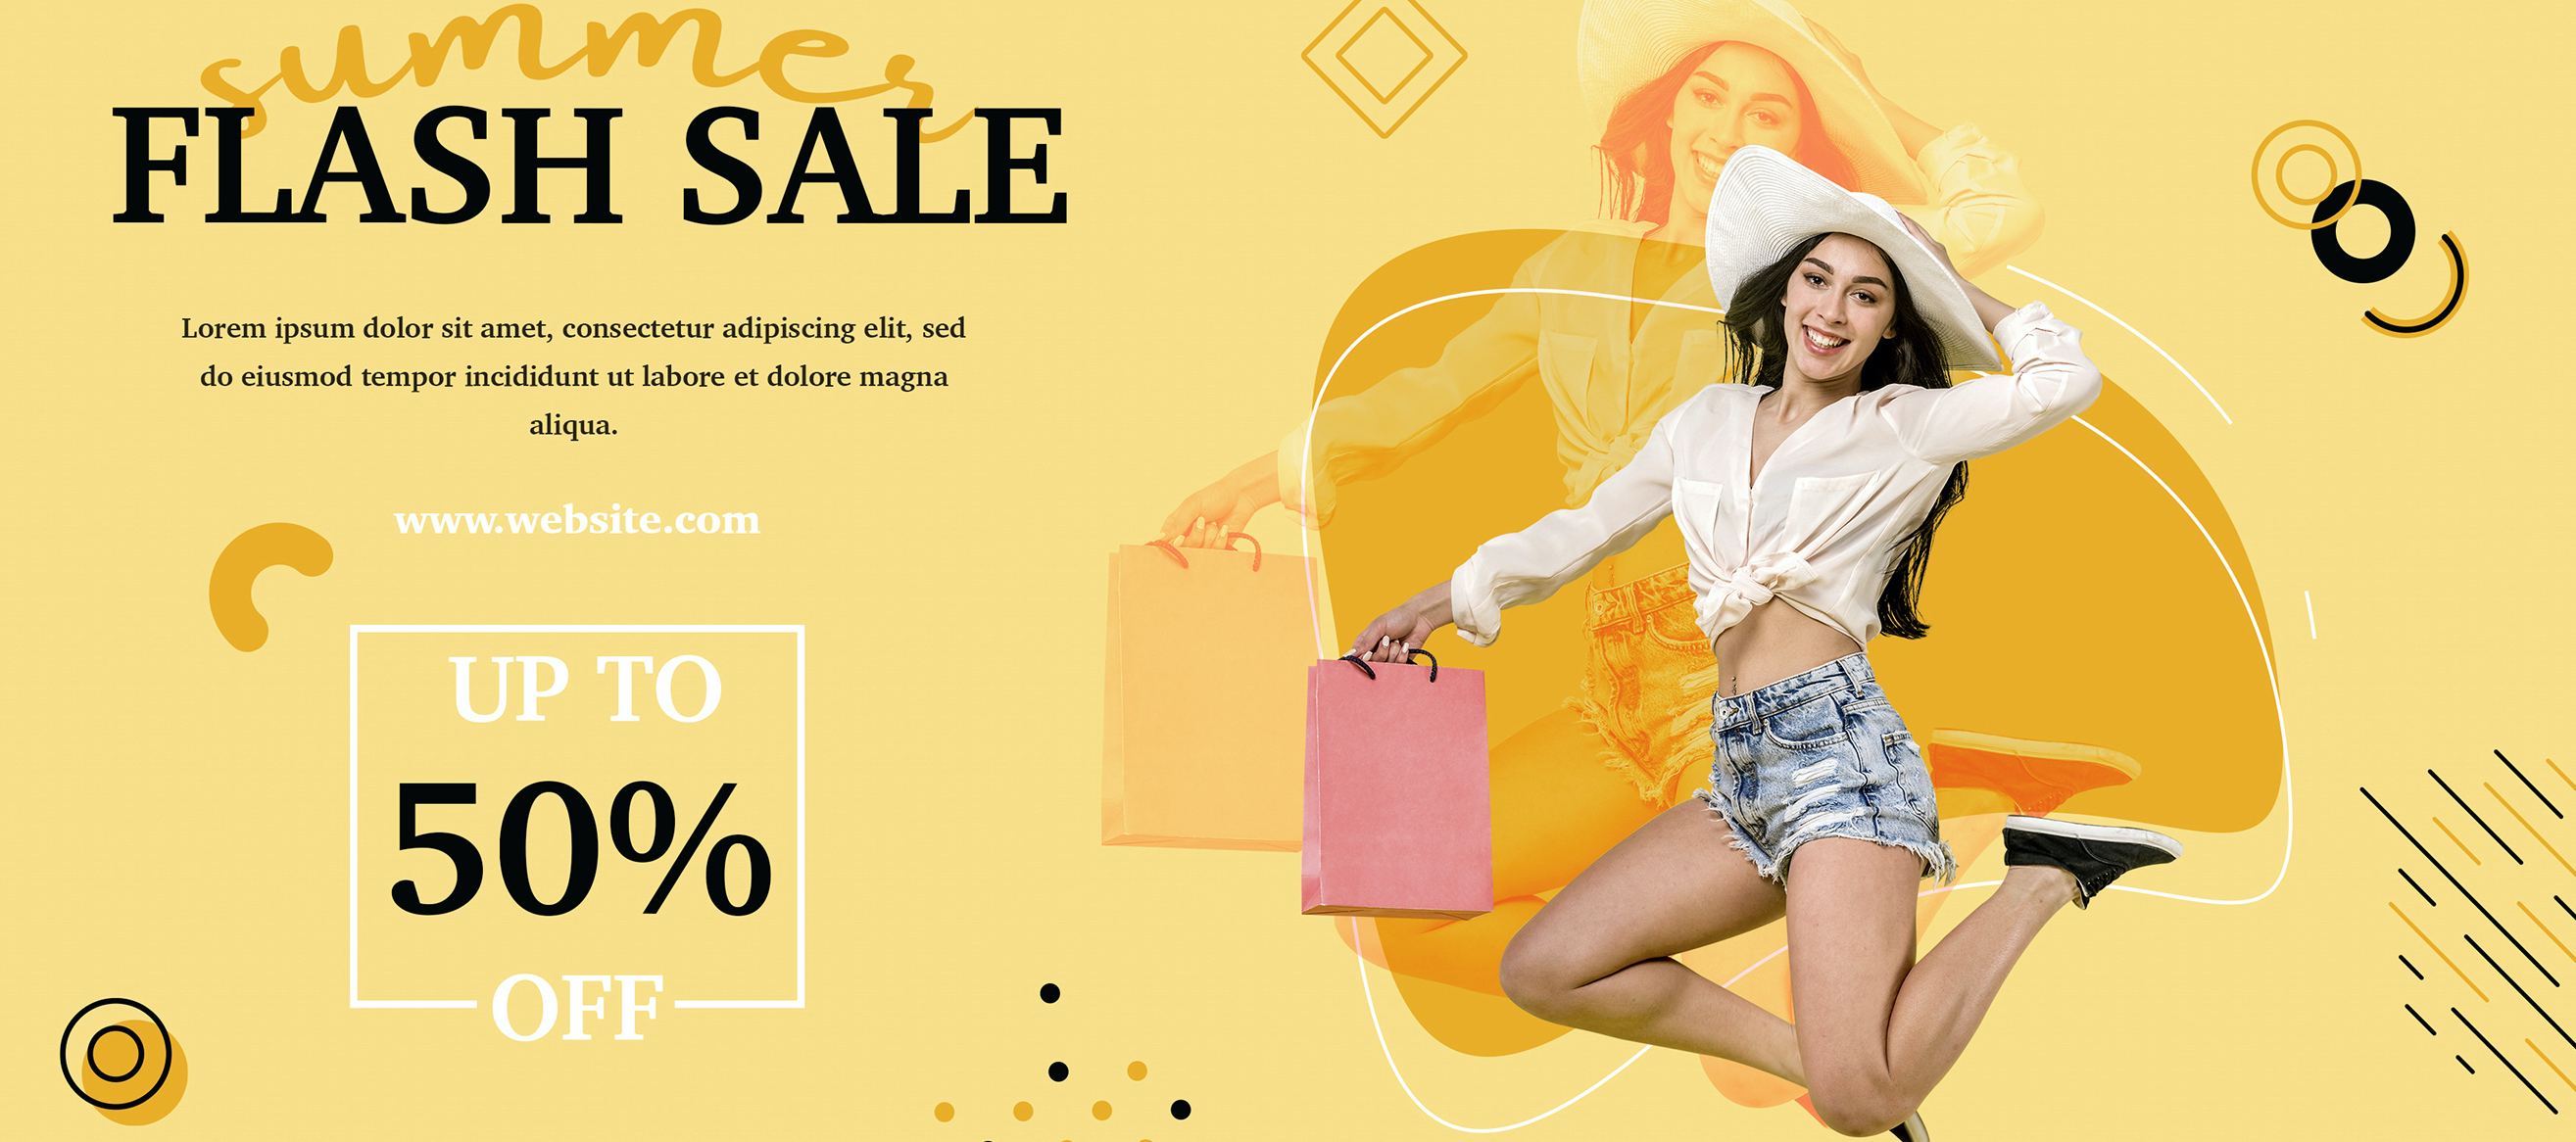 summer
FLASH SALE
Lorem ipsum dolor sit amet, consectetur adipiscing elit, sed
do eiusmod tempor incididunt ut labore et dolore magna
aliqua.
www.website.com
UP TO
50%
OFF